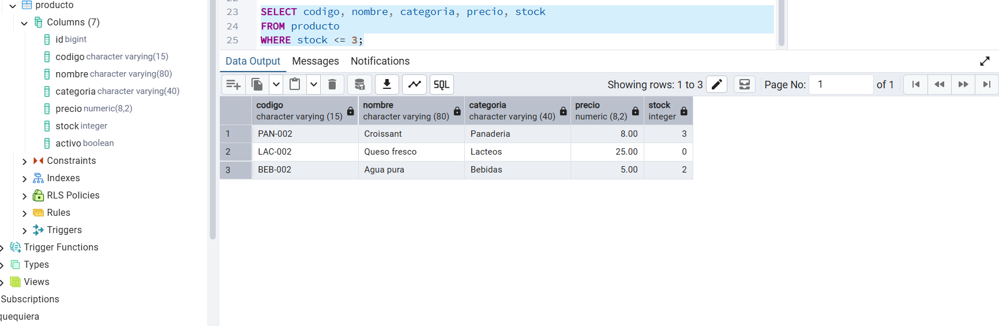 producto
Columns (7)
id bigint
codigo character varying(15)
nombre character varying(80)
categoria character varying(40)
precio numeric(8,2)
stock integer
activo boolean
Constraints
Indexes
RLS Policies
Rules
Triggers
Trigger Functions
Types
Views
Subscriptions
quequiera
23 SELECT codigo, nombre, categoria, precio, stock
24 FROM producto
25 WHERE stock <= 3;
Data Output Messages Notifications
SQL Showing rows: 1 to 3 Page No: 1 of 1
codigo nombre categoria precio stock
character varying (15) character varying (80) character varying (40) numeric (8,2) integer
1 PAN-002 Croissant Panaderia 8.00 3
2 LAC-002 Queso fresco Lacteos 25.00 0
3 BEB-002 Agua pura Bebidas 5.00 2